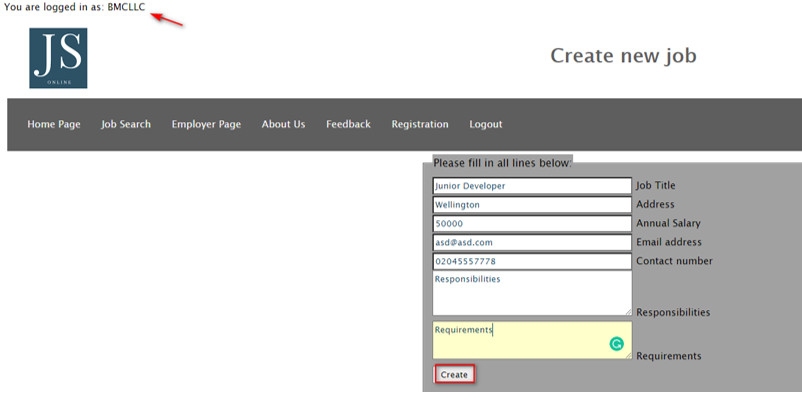 You are logged in as: BMCLLC
JS
ONLINE
Create new job
Home Page Job Search Employer Page About Us Feedback Registration Logout
Please fill in all lines below:
Junior Developer Job Title
Wellington Address
50000 Annual Salary
asd@asd.com Email address
02045557778 Contact number
Responsibilities
Responsibilities
Requirements
Requirements
Create